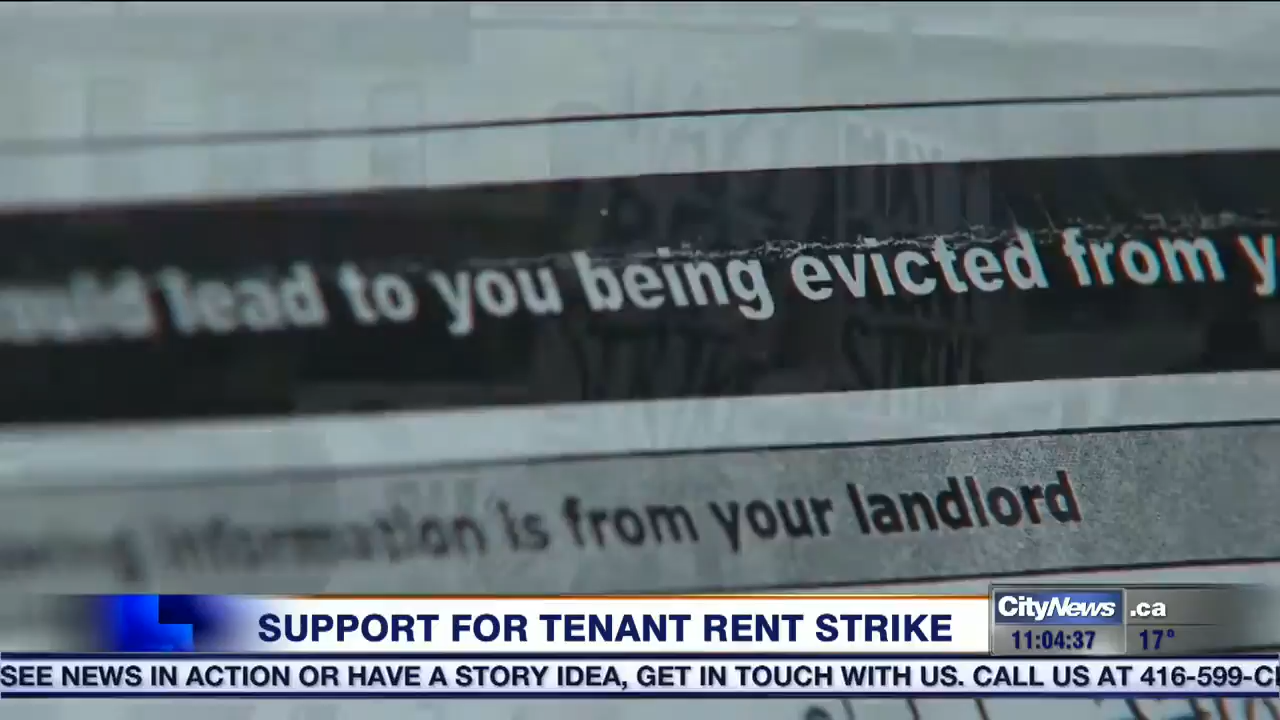 lead to you being evicted from y
information is from your landlord
SUPPORT FOR TENANT RENT STRIKE
CityNews .ca
11:04:37 17°
SEE NEWS IN ACTION OR HAVE A STORY IDEA, GET IN TOUCH WITH US. CALL US AT 416-599-CI